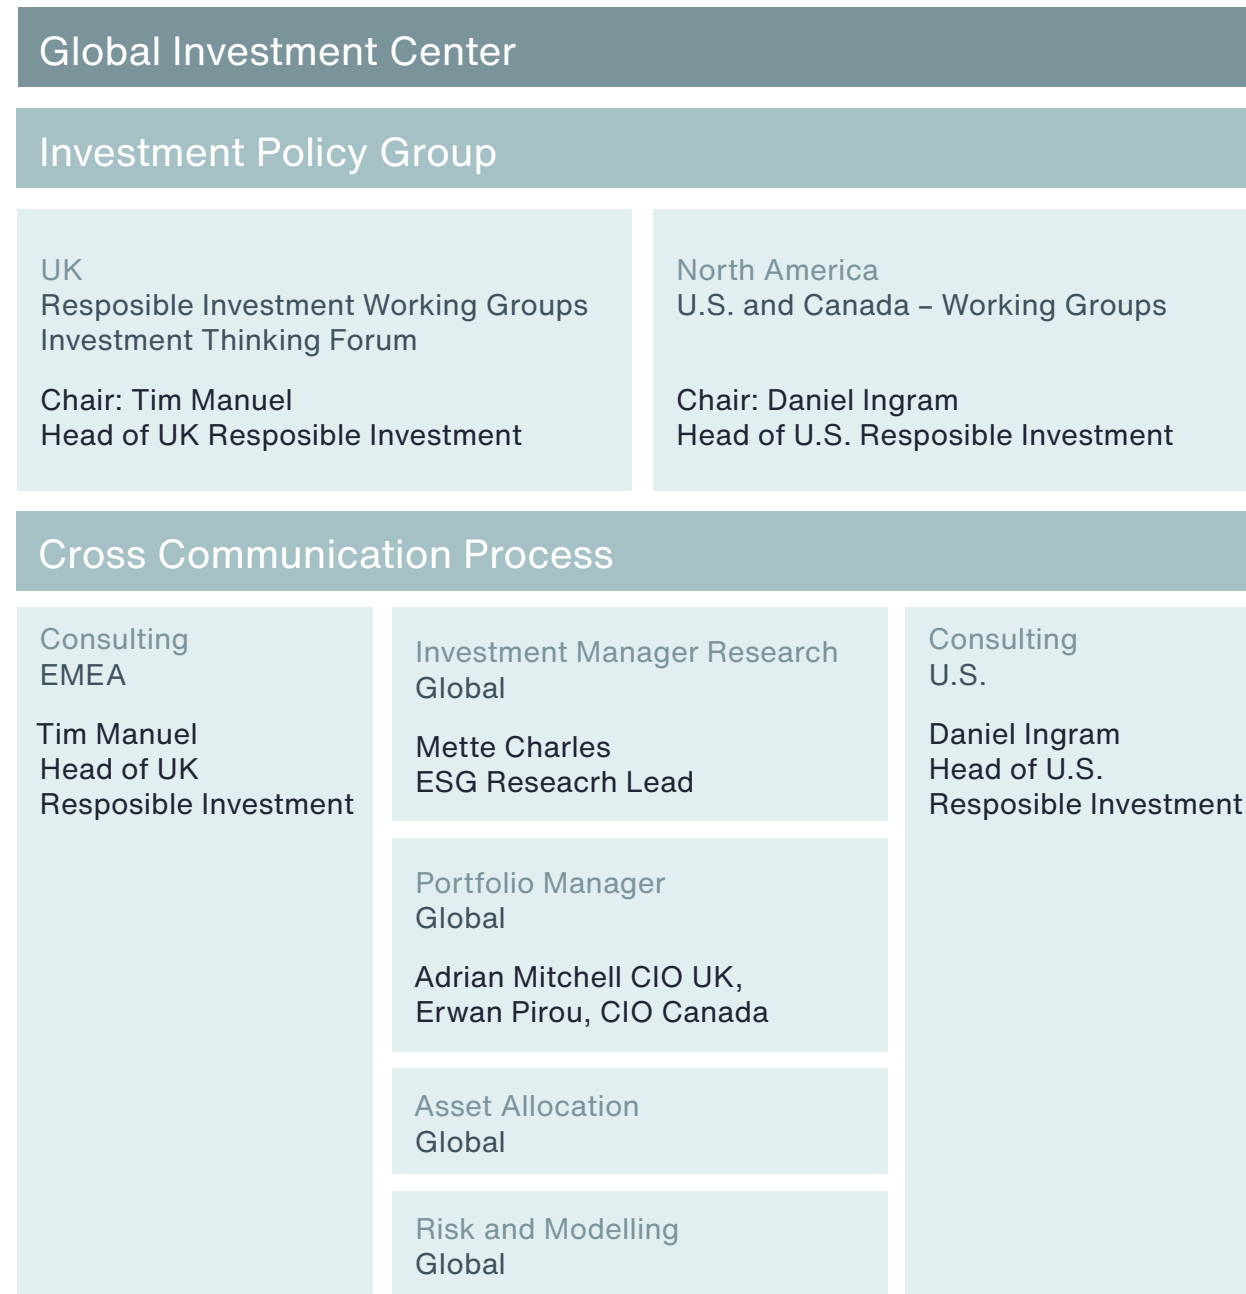 Global Investment Center
Investment Policy Group
UK
Resposible Investment Working Groups
Investment Thinking Forum
Chair: Tim Manuel
Head of UK Resposible Investment
North America
U.S. and Canada – Working Groups
Chair: Daniel Ingram
Head of U.S. Resposible Investment
Cross Communication Process
Consulting
EMEA
Tim Manuel
Head of UK
Resposible Investment
Investment Manager Research
Global
Mette Charles
ESG Reseacrh Lead
Portfolio Manager
Global
Adrian Mitchell CIO UK,
Erwan Pirou, CIO Canada
Asset Allocation
Global
Risk and Modelling
Global
Consulting
U.S.
Daniel Ingram
Head of U.S.
Resposible Investment